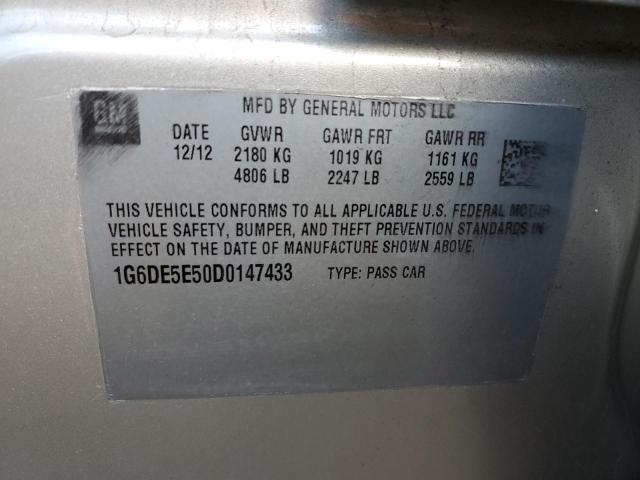 GM
MFD BY GENERAL MOTORS LLC
DATE GVWR GAWR FRT GAWR RR
12/12 2180 KG 1019 KG 1161 KG
4806 LB 2247 LB 2559 LB
THIS VEHICLE CONFORMS TO ALL APPLICABLE U.S. FEDERAL MOTOR
VEHICLE SAFETY, BUMPER, AND THEFT PREVENTION STANDARDS IN
EFFECT ON THE DATE OF MANUFACTURE SHOWN ABOVE.
1G6DE5E50D0147433 TYPE: PASS CAR